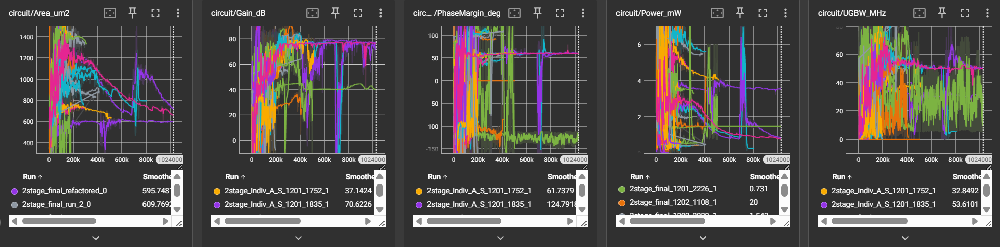 circuit/Area_um2
1400
1200
1000
800
600
400
0 200k 400k 600k 800k 1024000
Run ↑ Smoothe
2stage_final_refactored_0 595.7481
2stage_final_run_2_0 609.7692
circuit/Gain_dB
80
60
40
20
0
0 200k 400k 600k 800k 1024000
Run ↑ Smoothe
2stage_Indiv_A_S_1201_1752_1 37.1424
2stage_Indiv_A_S_1201_1835_1 70.6226
circ... /PhaseMargin_deg
100
50
0
-50
-100
-150
0 200k 400k 600k 800k 1024000
Run ↑ Smoothe
2stage_Indiv_A_S_1201_1752_1 61.7379
2stage_Indiv_A_S_1201_1835_1 124.7918
circuit/Power_mW
6
4
2
0 200k 400k 600k 800k 1024000
Run ↑ Smoothe
2stage_final_1201_2226_1 0.731
2stage_final_1202_1108_1 20
circuit/UGBW_MHz
80
60
40
20
0
0 200k 400k 600k 800k 1024000
Run ↑ Smoothe
2stage_Indiv_A_S_1201_1752_1 32.8492
2stage_Indiv_A_S_1201_1835_1 53.6101